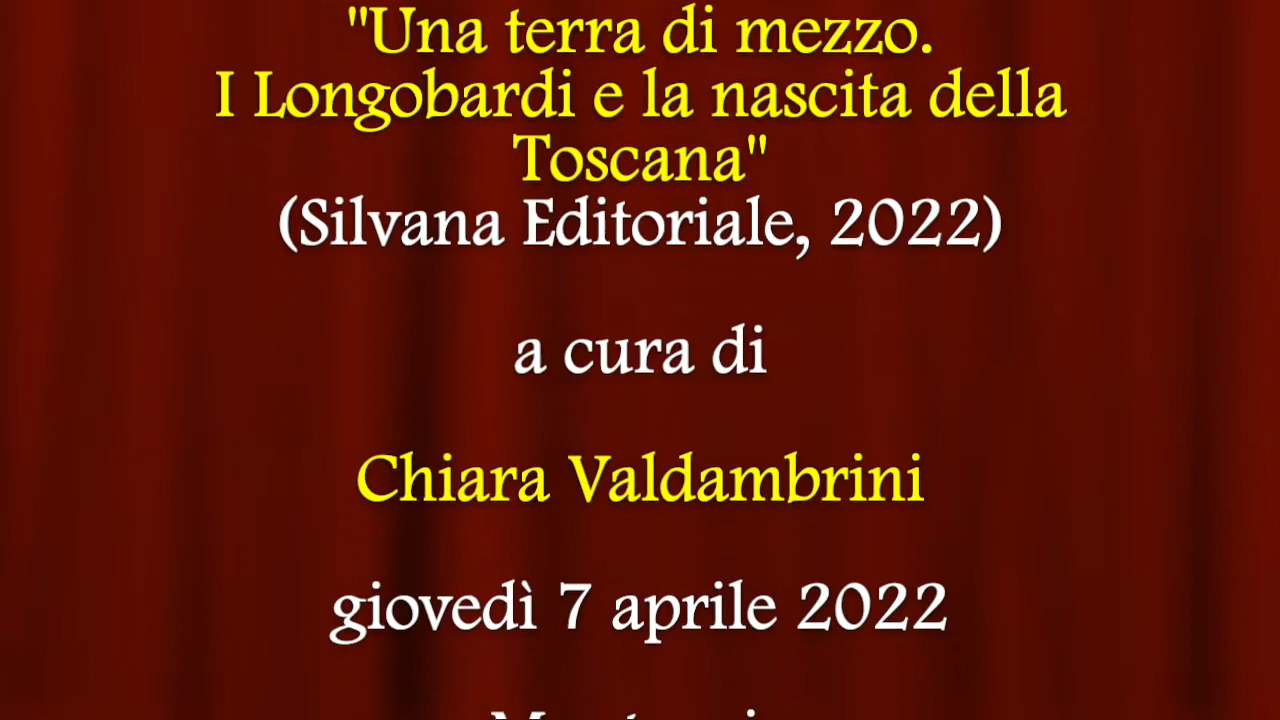 "Una terra di mezzo.
I Longobardi e la nascita della
Toscana"
(Silvana Editoriale, 2022)
a cura di
Chiara Valdambrini
giovedì 7 aprile 2022